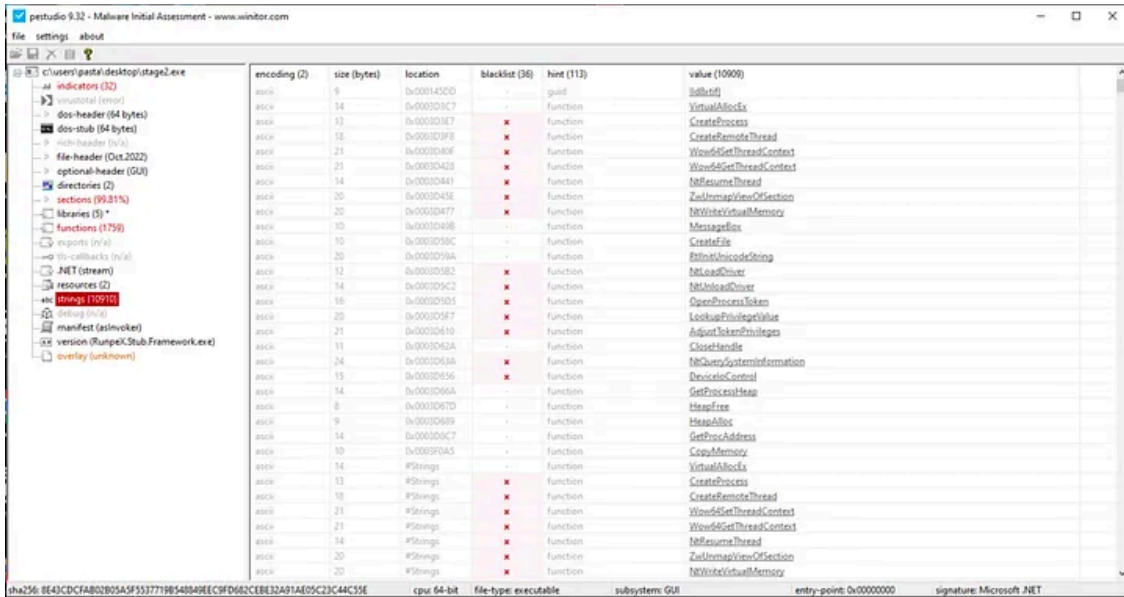 pestudio 9.32 - Malware Initial Assessment - www.winitor.com
file settings about
c:\users\pasta\desktop\stage2.exe
indicators (32)
virustotal (error)
dos-header (64 bytes)
dos-stub (64 bytes)
rich-header (n/a)
file-header (Oct.2022)
optional-header (GUI)
directories (2)
sections (99.81%)
libraries (5) *
functions (1759)
exports (n/a)
tls-callbacks (n/a)
.NET (stream)
resources (2)
abc strings (10910)
debug (n/a)
manifest (asInvoker)
version (RunpeX.Stub.Framework.exe)
overlay (unknown)
encoding (2) size (bytes) location blacklist (36) hint (113) value (10909)
ascii 9 0x000145DD - guid
ascii 14 0x0003D3C7 - function VirtualAllocEx
ascii 13 0x0003D3E7 x function CreateProcess
ascii 18 0x0003D3F8 x function CreateRemoteThread
ascii 21 0x0003D40F x function Wow64SetThreadContext
ascii 21 0x0003D428 x function Wow64GetThreadContext
ascii 14 0x0003D441 x function NtResumeThread
ascii 20 0x0003D45E x function ZwUnmapViewOfSection
ascii 20 0x0003D477 x function NtWriteVirtualMemory
ascii 10 0x0003D49B - function MessageBox
ascii 10 0x0003D58C - function CreateFile
ascii 20 0x0003D59A - function RtlInitUnicodeString
ascii 12 0x0003D5B2 x function NtLoadDriver
ascii 14 0x0003D5C2 x function NtUnloadDriver
ascii 16 0x0003D5D5 x function OpenProcessToken
ascii 20 0x0003D5F7 x function LookupPrivilegeValue
ascii 21 0x0003D610 x function AdjustTokenPrivileges
ascii 11 0x0003D62A - function CloseHandle
ascii 24 0x0003D63A x function NtQuerySystemInformation
ascii 15 0x0003D656 x function DeviceIoControl
ascii 14 0x0003D66A - function GetProcessHeap
ascii 8 0x0003D67D - function HeapFree
ascii 9 0x0003D689 - function HeapAlloc
ascii 14 - function GetProcAddress
ascii 10 0x0003F0A5 - function CopyMemory
ascii 14 #Strings - function VirtualAllocEx
ascii 13 #Strings x function CreateProcess
ascii 18 #Strings x function CreateRemoteThread
ascii 21 #Strings x function Wow64SetThreadContext
ascii 21 #Strings x function Wow64GetThreadContext
ascii 14 #Strings x function NtResumeThread
ascii 20 #Strings x function ZwUnmapViewOfSection
ascii 20 #Strings x function NtWriteVirtualMemory
sha256: cpu: 64-bit file-type: executable subsystem: GUI entry-point: 0x00000000 signature: Microsoft .NET